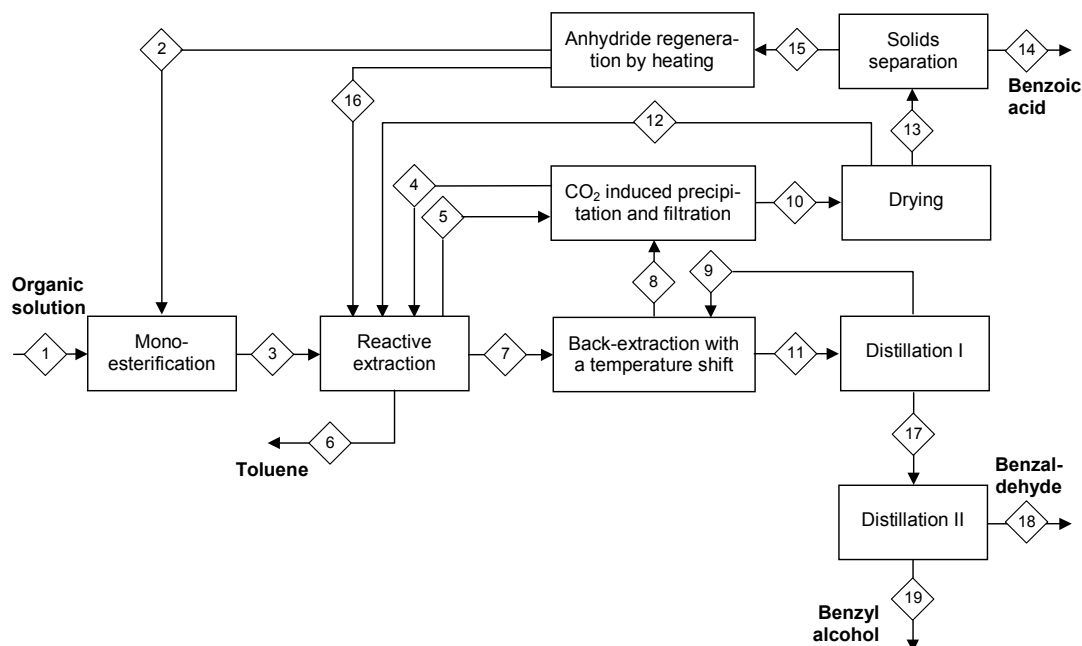 2
Anhydride regenera-
tion by heating
15
Solids
separation
14
Benzoic
acid
16
12
13
4
5
CO₂ induced precipi-
tation and filtration
10
Drying
Organic
solution
8
9
1
Mono-
esterification
3
Reactive
extraction
7
Back-extraction with
a temperature shift
11
Distillation I
6
Toluene
17
Benzal-
dehyde
Distillation II
18
19
Benzyl
alcohol